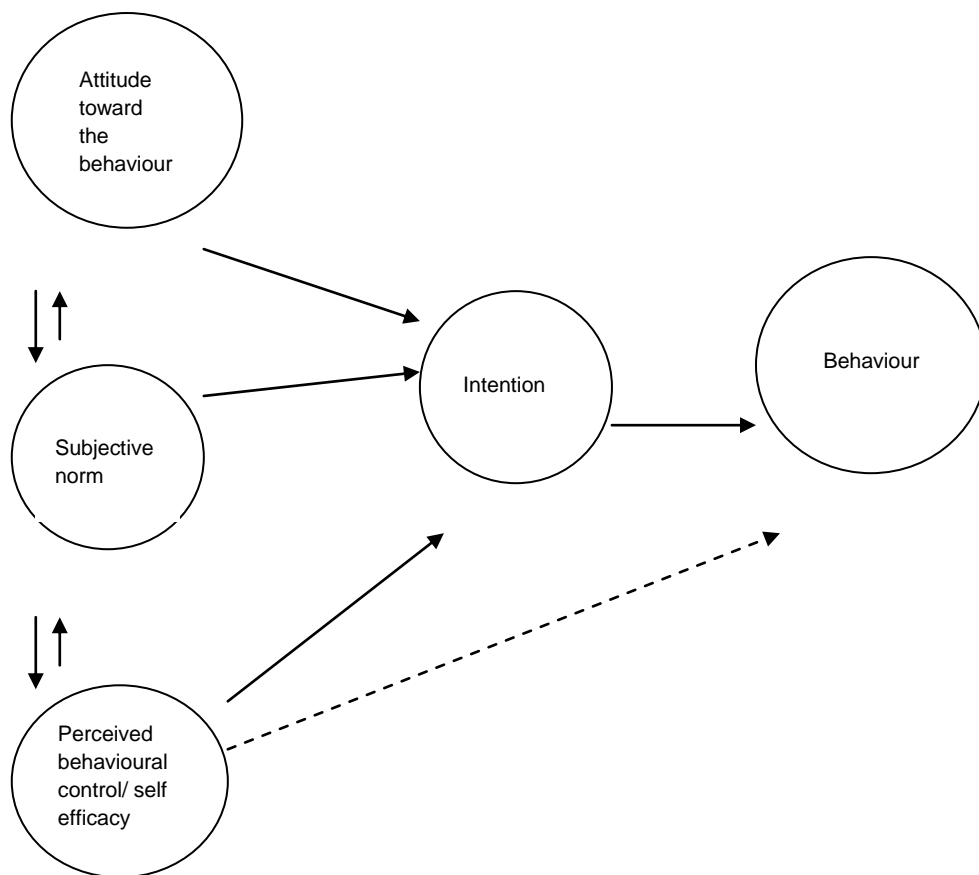 Attitude
toward
the
behaviour
Subjective
norm
Intention
Behaviour
Perceived
behavioural
control/ self
efficacy